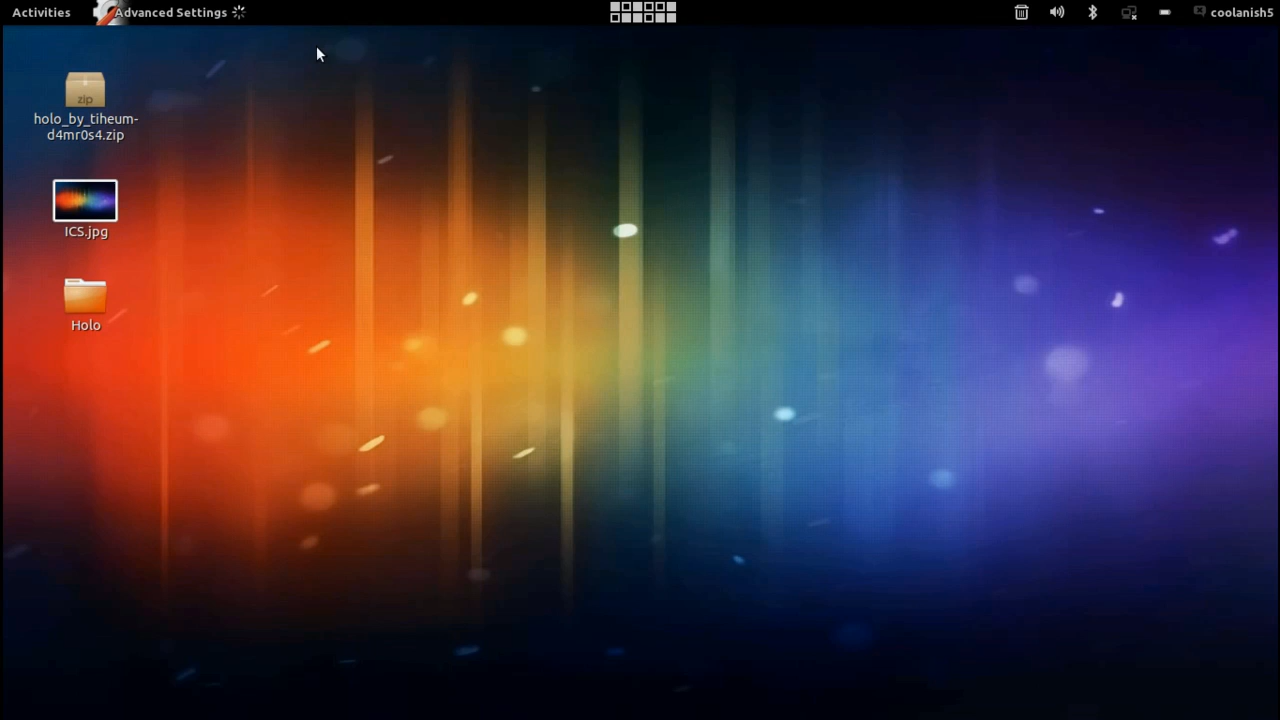 Activities
Advanced Settings
coolanish5
zip
holo_by_tiheum-
d4mr0s4.zip
ICS.jpg
Holo